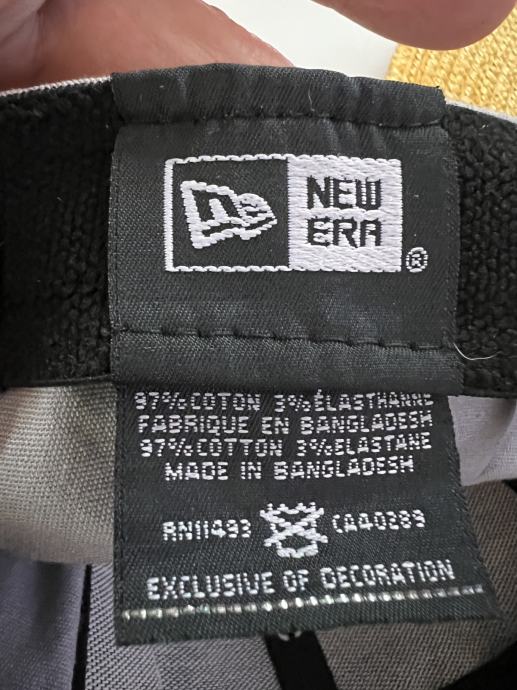 NEW
ERA
®
97% COTON 3% ÉLASTHANNE
FABRIQUE EN BANGLADESH
97% COTTON 3% ELASTANE
MADE IN BANGLADESH
RN11493 CA40289
EXCLUSIVE OF DECORATION